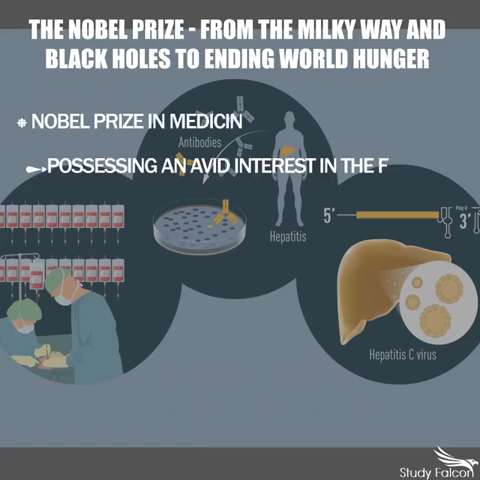 THE NOBEL PRIZE - FROM THE MILKY WAY AND
BLACK HOLES TO ENDING WORLD HUNGER
NOBEL PRIZE IN MEDICIN
Antibodies
POSSESSING AN AVID INTEREST IN THE F
5'
Poly U
3'
Hepatitis
Hepatitis C virus
Study Falcon